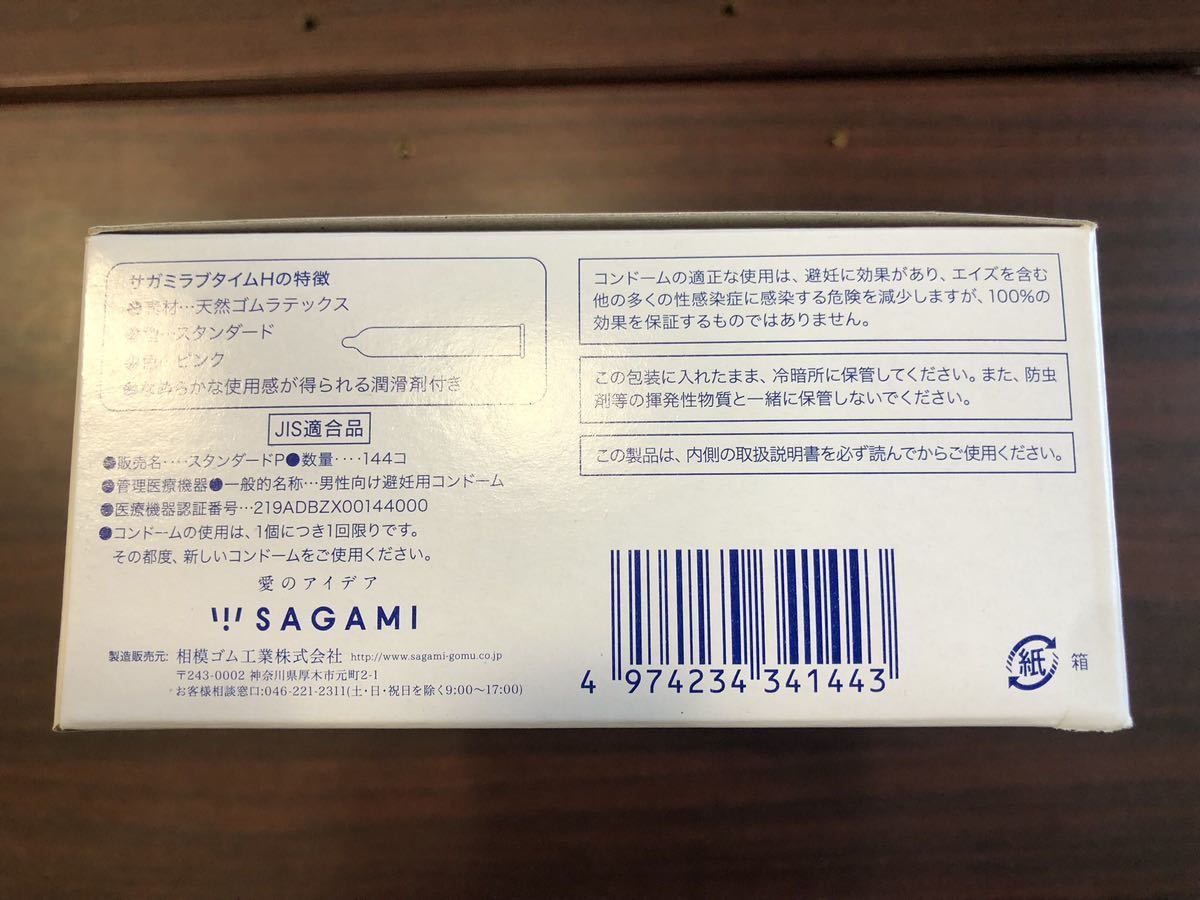 サガミラブタイムHの特徴
素材…天然ゴムラテックス
…スタンダード
色…ピンク
なめらかな使用感が得られる潤滑剤付き
JIS適合品
●販売名‥‥スタンダードP●数量‥‥144コ
●管理医療機器●一般的名称…男性向け避妊用コンドーム
●医療機器認証番号…219ADBZX00144000
●コンドームの使用は、1個につき1回限りです。
その都度、新しいコンドームをご使用ください。
愛のアイデア
SAGAMI
製造販売元: 相模ゴム工業株式会社 http://www.sagami-gomu.co.jp
〒243-0002 神奈川県厚木市元町2-1
お客様相談窓口:046-221-2311(土・日・祝日を除く9:00〜17:00)
コンドームの適正な使用は、避妊に効果があり、エイズを含む
他の多くの性感染症に感染する危険を減少しますが、100%の
効果を保証するものではありません。
この包装に入れたまま、冷暗所に保管してください。また、防虫
剤等の揮発性物質と一緒に保管しないでください。
この製品は、内側の取扱説明書を必ず読んでからご使用ください。
4 974234 341443
紙 箱